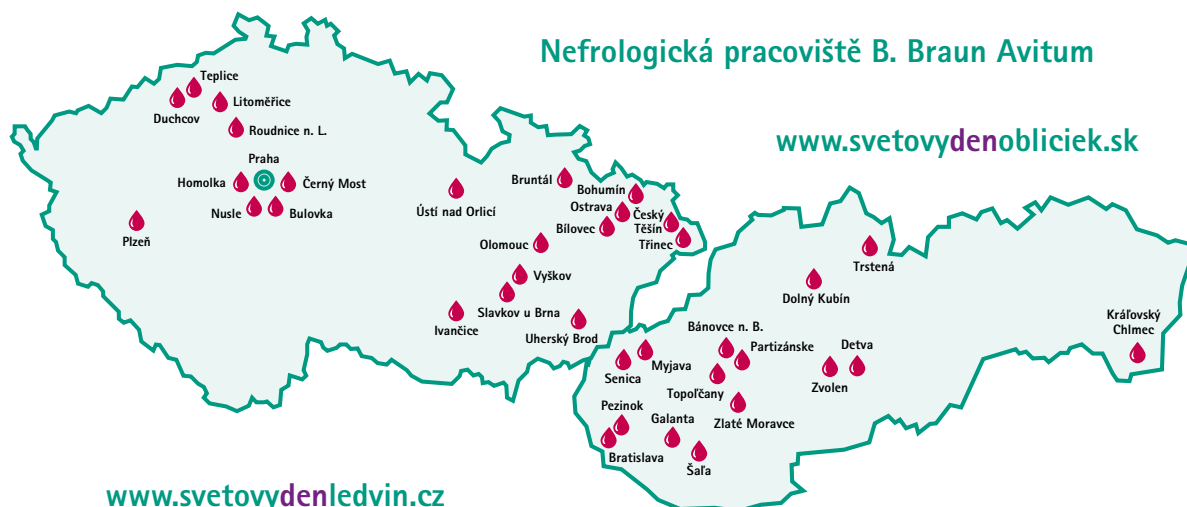 Nefrologická pracoviště B. Braun Avitum
www.svetovydenobliciek.sk
Teplice
Duchcov
Litoměřice
Roudnice n. L.
Praha
Homolka
Černý Most
Nusle
Bulovka
Plzeň
Ústí nad Orlicí
Bruntál
Bohumín
Ostrava
Bílovec
Český
Těšín
Třinec
Olomouc
Vyškov
Slavkov u Brna
Ivančice
Uherský Brod
Trstená
Dolný Kubín
Kráľovský
Chlmec
Bánovce n. B.
Partizánske
Detva
Zvolen
Myjava
Senica
Topoľčany
Zlaté Moravce
Pezinok
Galanta
Bratislava
Šaľa
www.svetovydenledvin.cz